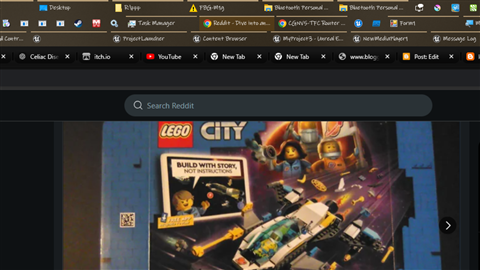 Desktop
Rippp
Bluetooth Personal ...
Bluetooth Personal ...
Task Manager
Reddit - Dive into an...
CGNV5-TFC Router ...
Form1
ProjectLauncher
Content Browser
MyProject3 - Unreal E...
NewMediaPlayer1
Message Log
Celiac Dis
itch.io
YouTube
New Tab
New Tab
www.blog
Post: Edit
Search Reddit
LEGO CITY
BUILD WITH STORY,
NOT INSTRUCTIONS